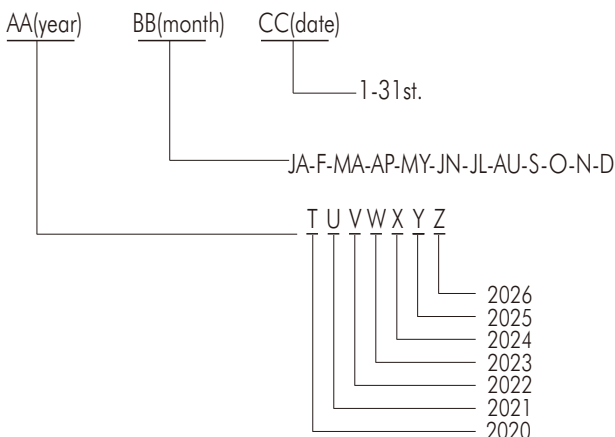 AA(year) BB(month) CC(date)
1-31st.
JA-F-MA-AP-MY-JN-JL-AU-S-O-N-D
T U V W X Y Z
2026
2025
2024
2023
2022
2021
2020